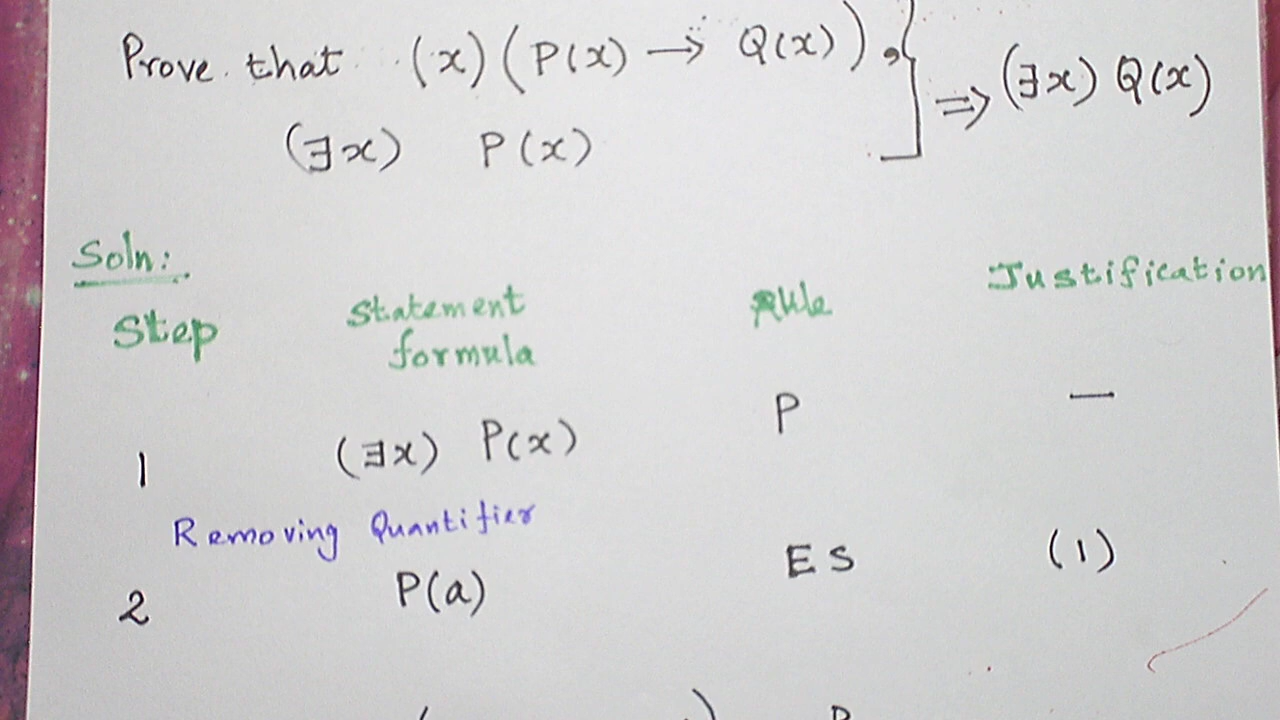 Prove that (x)(P(x) → Q(x)), } ⇒ (∃x) Q(x)
(∃x) P(x)
Soln:
Step Statement formula Rule Justification
1 (∃x) P(x) P —
Removing Quantifier
2 P(a) ES (1)